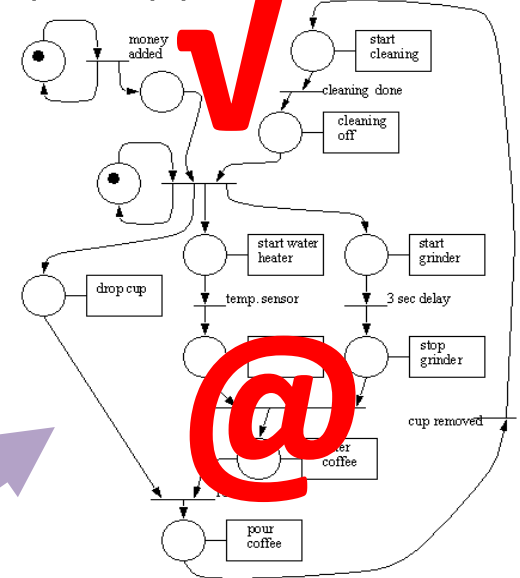 money
added
√
start
cleaning
cleaning done
cleaning
off
start water
heater
start
grinder
drop cup
temp. sensor
3 sec delay
stop
grinder
@
cup removed
coffee
pour
coffee